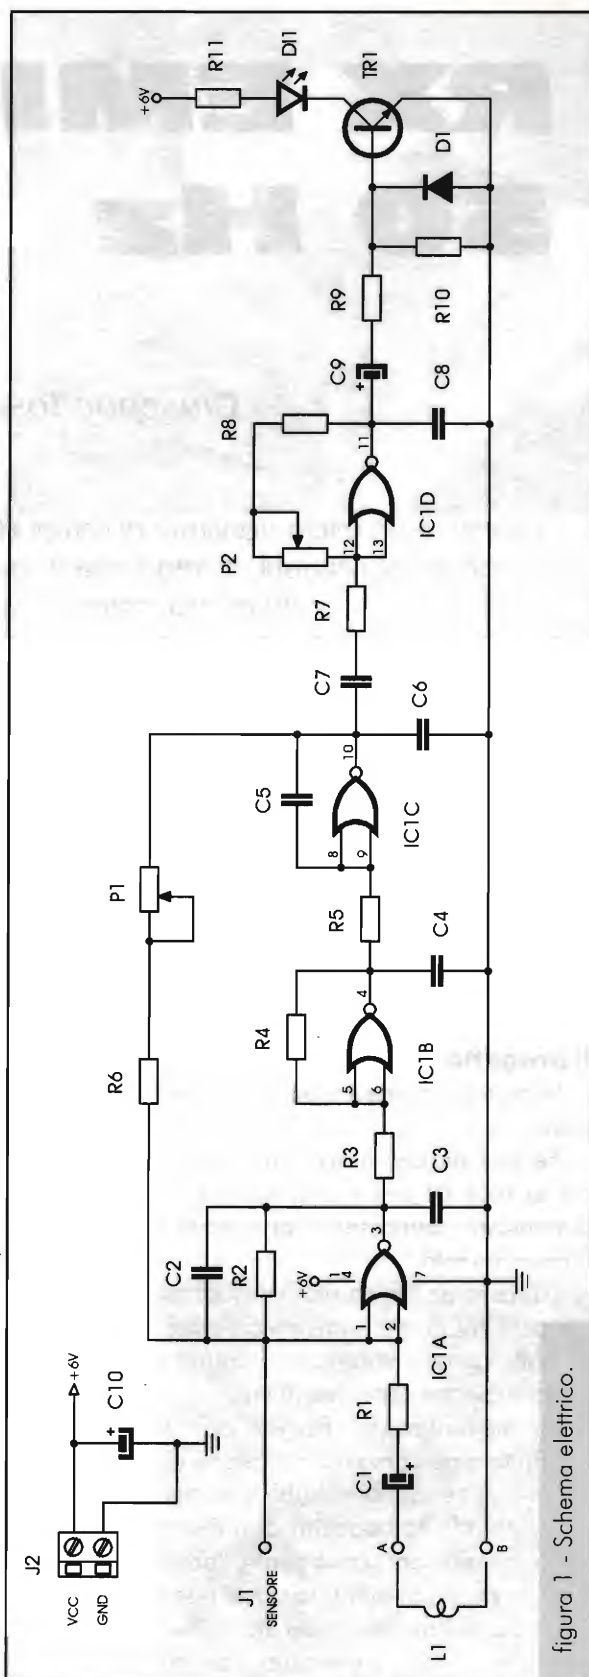 J2
VCC
GND
+6V
C10
+
J1
SENSORE
L1
A
B
C1
+
R1
IC1A
1
2
3
+6V
1
4
7
C2
R2
C3
R3
R6
P1
R4
5
6
4
IC1B
C4
R5
C5
8
9
10
IC1C
C6
C7
R7
P2
R8
12
13
11
IC1D
C8
C9
+
R9
R10
D1
TR1
DI1
R11
+6V
figura 1 - Schema elettrico.